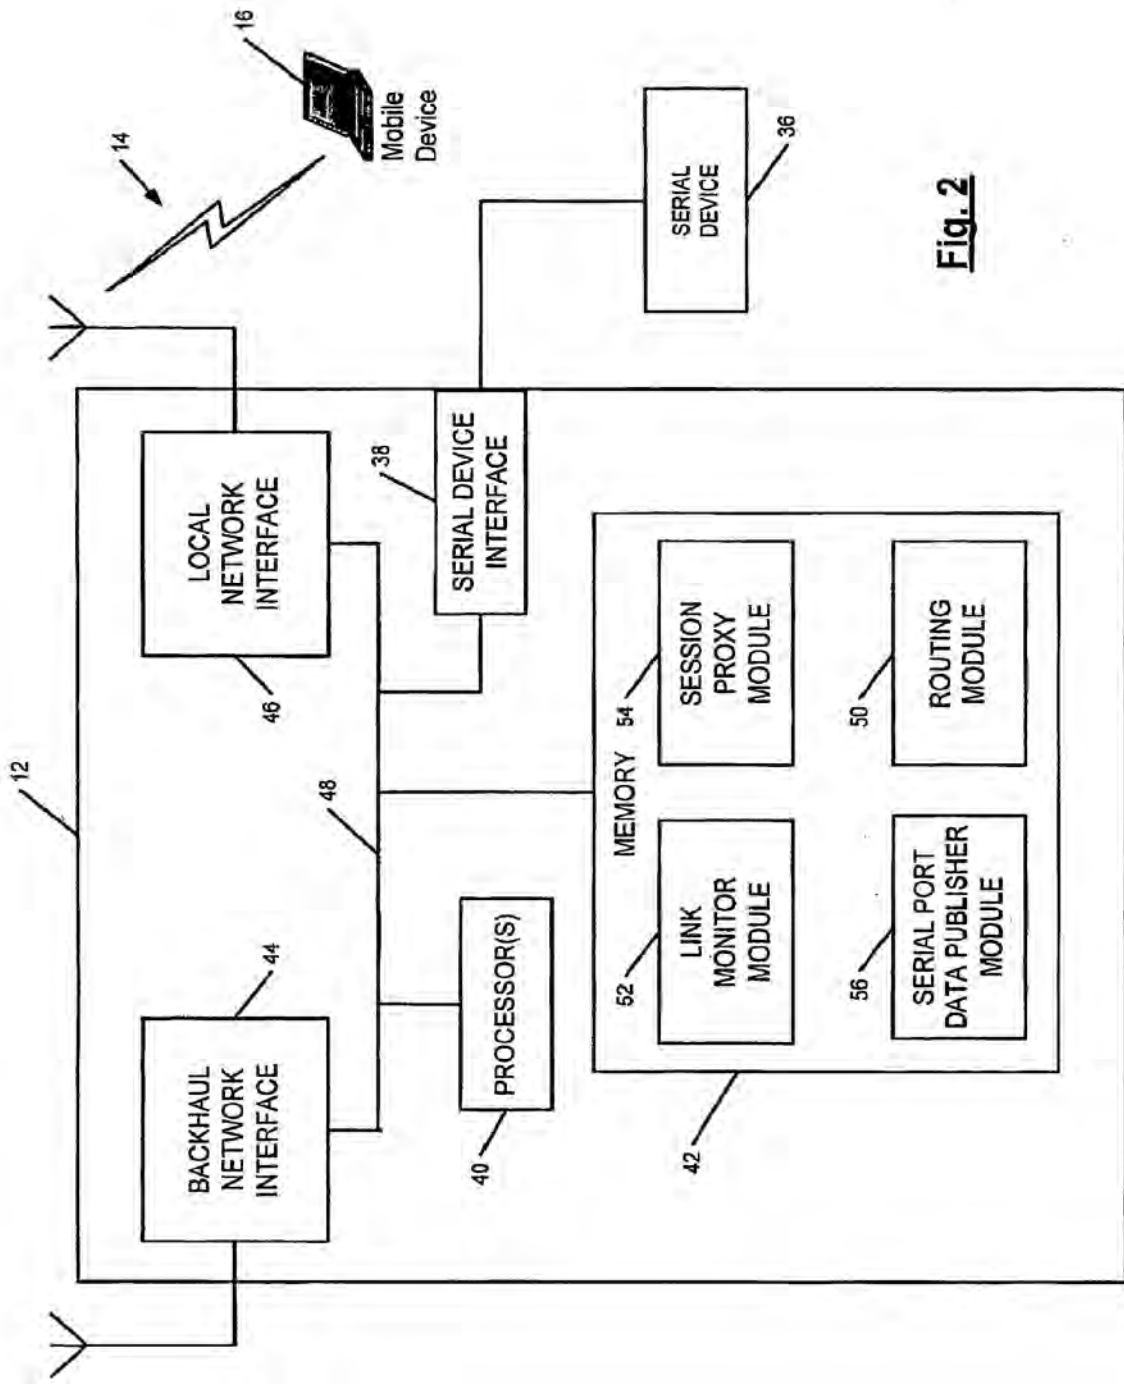 12
14
16
Mobile
Device
BACKHAUL
NETWORK
INTERFACE
44
LOCAL
NETWORK
INTERFACE
46
48
PROCESSOR(S)
40
38
SERIAL DEVICE
INTERFACE
SERIAL
DEVICE
36
MEMORY
42
52
LINK
MONITOR
MODULE
54
SESSION
PROXY
MODULE
56
SERIAL PORT
DATA PUBLISHER
MODULE
50
ROUTING
MODULE
Fig. 2